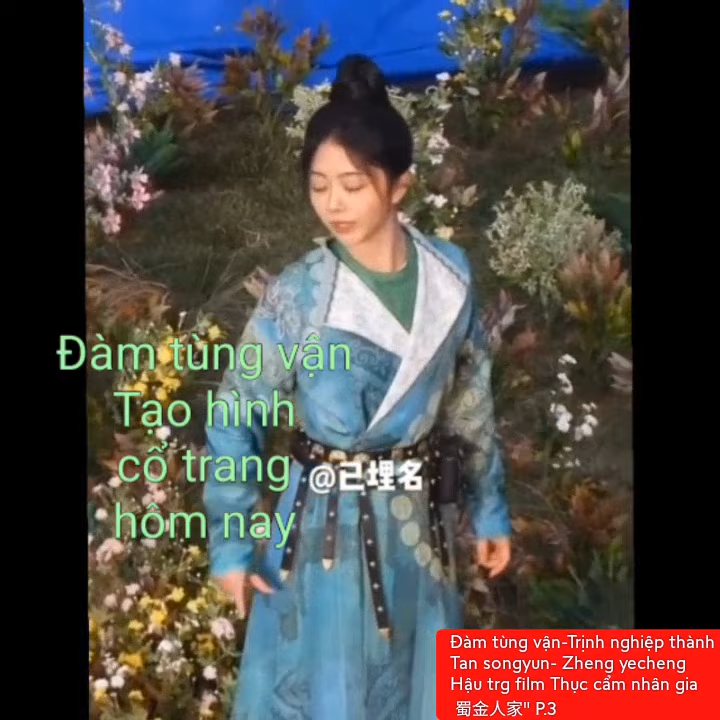 Đàm tùng vận
Tạo hình
cổ trang
hôm nay
@己埋名
Đàm tùng vận-Trịnh nghiệp thành
Tan songyun- Zheng yecheng
Hậu trg film Thục cẩm nhân gia
蜀金人家" P.3